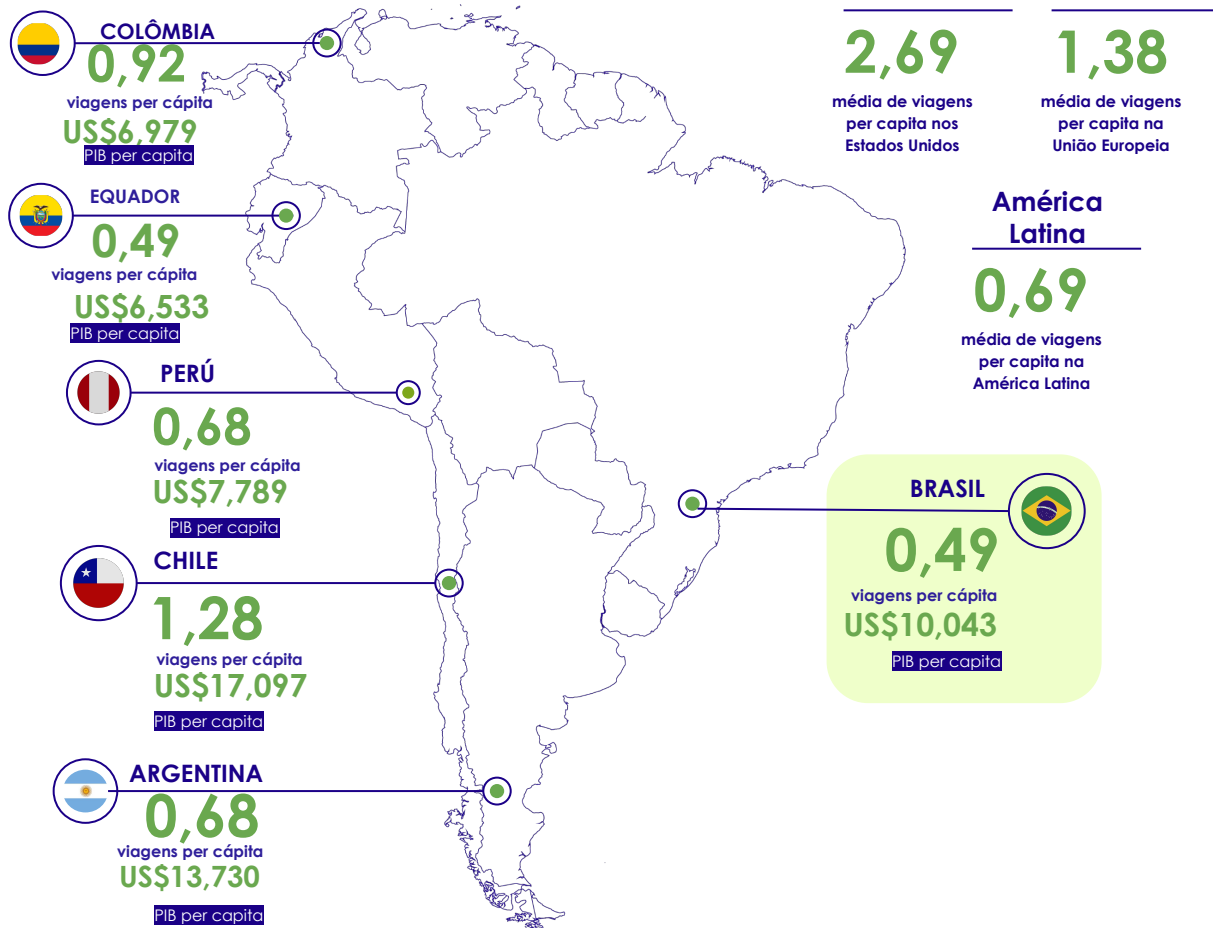 COLÔMBIA
0,92
viagens per cápita
US$6,979
PIB per capita
EQUADOR
0,49
viagens per cápita
US$6,533
PIB per capita
PERÚ
0,68
viagens per cápita
US$7,789
PIB per capita
CHILE
1,28
viagens per cápita
US$17,097
PIB per capita
ARGENTINA
0,68
viagens per cápita
US$13,730
PIB per capita
2,69
média de viagens
per capita nos
Estados Unidos
1,38
média de viagens
per capita na
União Europeia
América
Latina
0,69
média de viagens
per capita na
América Latina
BRASIL
0,49
viagens per cápita
US$10,043
PIB per capita